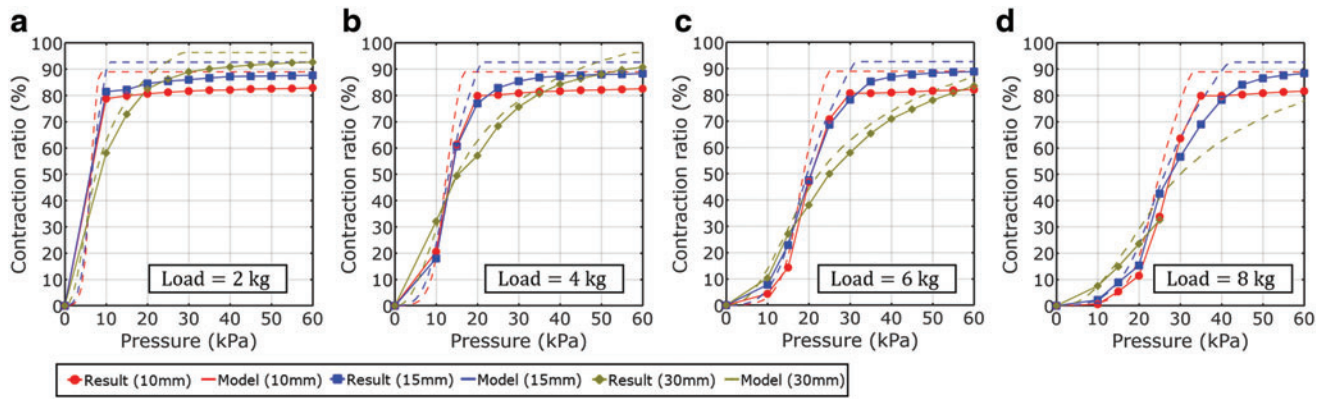 a
100
90
80
70
60
50
40
30
20
10
0
Contraction ratio (%)
0 10 20 30 40 50 60
Pressure (kPa)
Load = 2 kg
b
100
90
80
70
60
50
40
30
20
10
0
Contraction ratio (%)
0 10 20 30 40 50 60
Pressure (kPa)
Load = 4 kg
c
100
90
80
70
60
50
40
30
20
10
0
Contraction ratio (%)
0 10 20 30 40 50 60
Pressure (kPa)
Load = 6 kg
d
100
90
80
70
60
50
40
30
20
10
0
Contraction ratio (%)
0 10 20 30 40 50 60
Pressure (kPa)
Load = 8 kg
Result (10mm) Model (10mm) Result (15mm) Model (15mm) Result (30mm) Model (30mm)